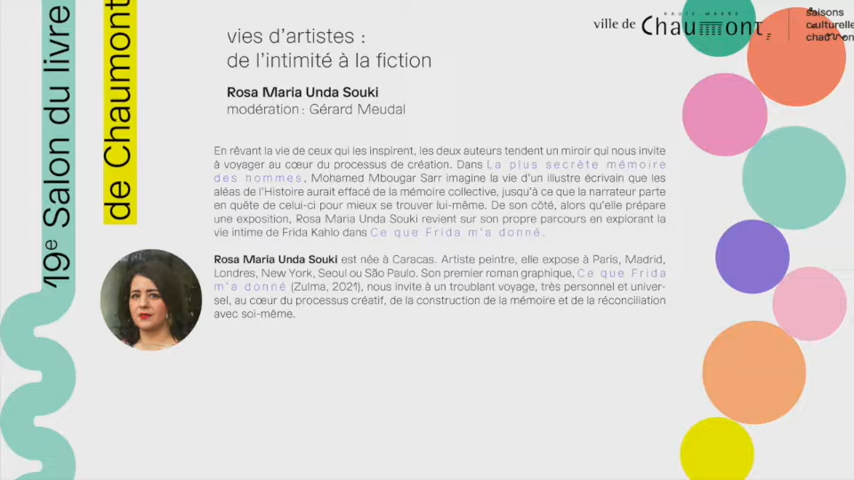 19e Salon du livre
de Chaumont
vies d'artistes :
de l'intimité à la fiction
Rosa Maria Unda Souki
modération : Gérard Meudal
En rêvant la vie de ceux qui les inspirent, les deux auteurs tendent un miroir qui nous invite
à voyager au cœur du processus de création. Dans La plus secrète mémoire
des hommes, Mohamed Mbougar Sarr imagine la vie d'un illustre écrivain que les
aléas de l'Histoire aurait effacé de la mémoire collective, jusqu'à ce que la narrateur parte
en quête de celui-ci pour mieux se trouver lui-même. De son côté, alors qu'elle prépare
une exposition, Rosa Maria Unda Souki revient sur son propre parcours en explorant la
vie intime de Frida Kahlo dans Ce que Frida m'a donné.
Rosa Maria Unda Souki est née à Caracas. Artiste peintre, elle expose à Paris, Madrid,
Londres, New York, Seoul ou São Paulo. Son premier roman graphique, Ce que Frida
m'a donné (Zulma, 2021), nous invite à un troublant voyage, très personnel et univer-
sel, au cœur du processus créatif, de la construction de la mémoire et de la réconciliation
avec soi-même.
HAUTE-MARNE
ville de Chaumont
saisons
culturelle
chaumon